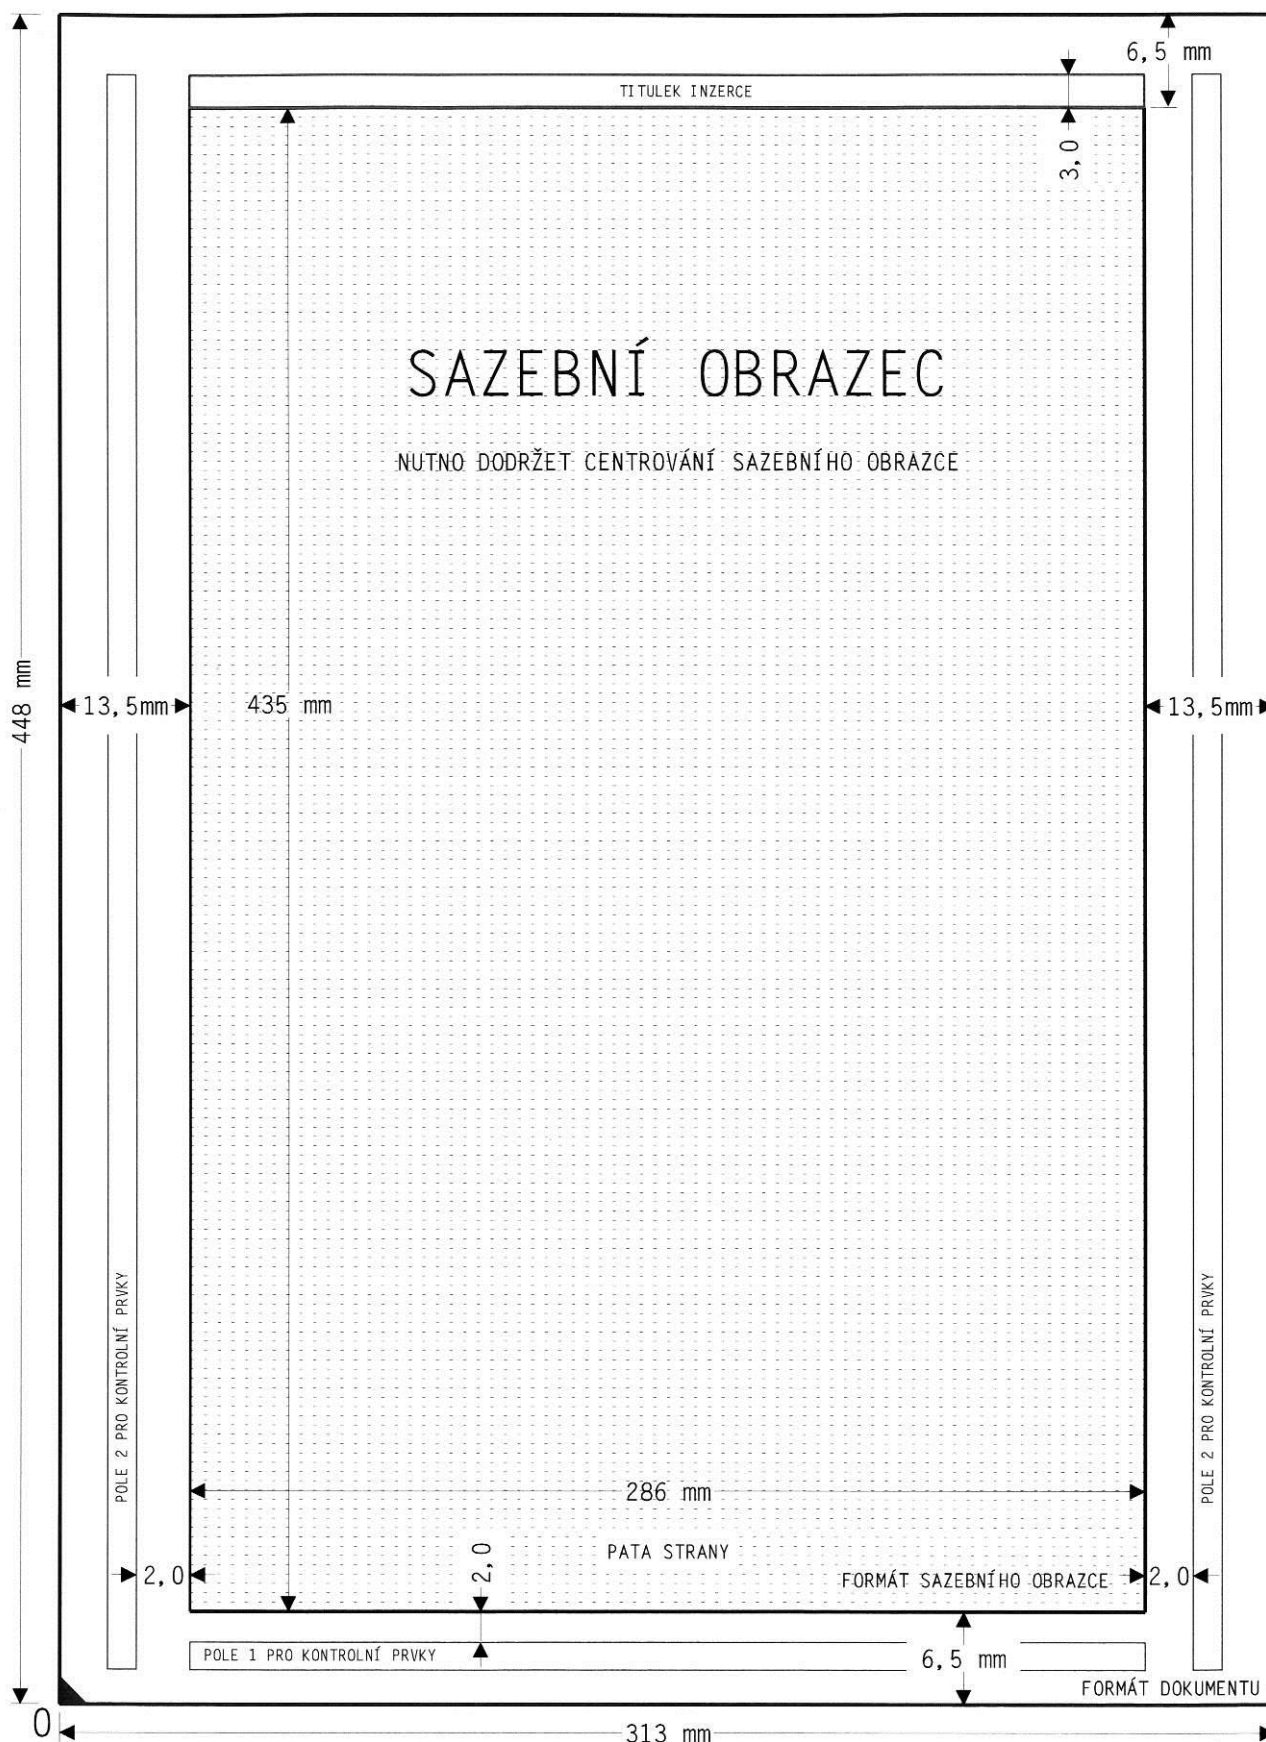 6,5 mm
TITULEK INZERCE
3,0
SAZEBNÍ OBRAZEC
NUTNO DODRŽET CENTROVÁNÍ SAZEBNÍHO OBRAZCE
448 mm
13,5mm
435 mm
13,5mm
POLE 2 PRO KONTROLNÍ PRVKY
POLE 2 PRO KONTROLNÍ PRVKY
286 mm
PATA STRANY
2,0
2,0
FORMÁT SAZEBNÍHO OBRAZCE
2,0
POLE 1 PRO KONTROLNÍ PRVKY
6,5 mm
FORMÁT DOKUMENTU
0
313 mm